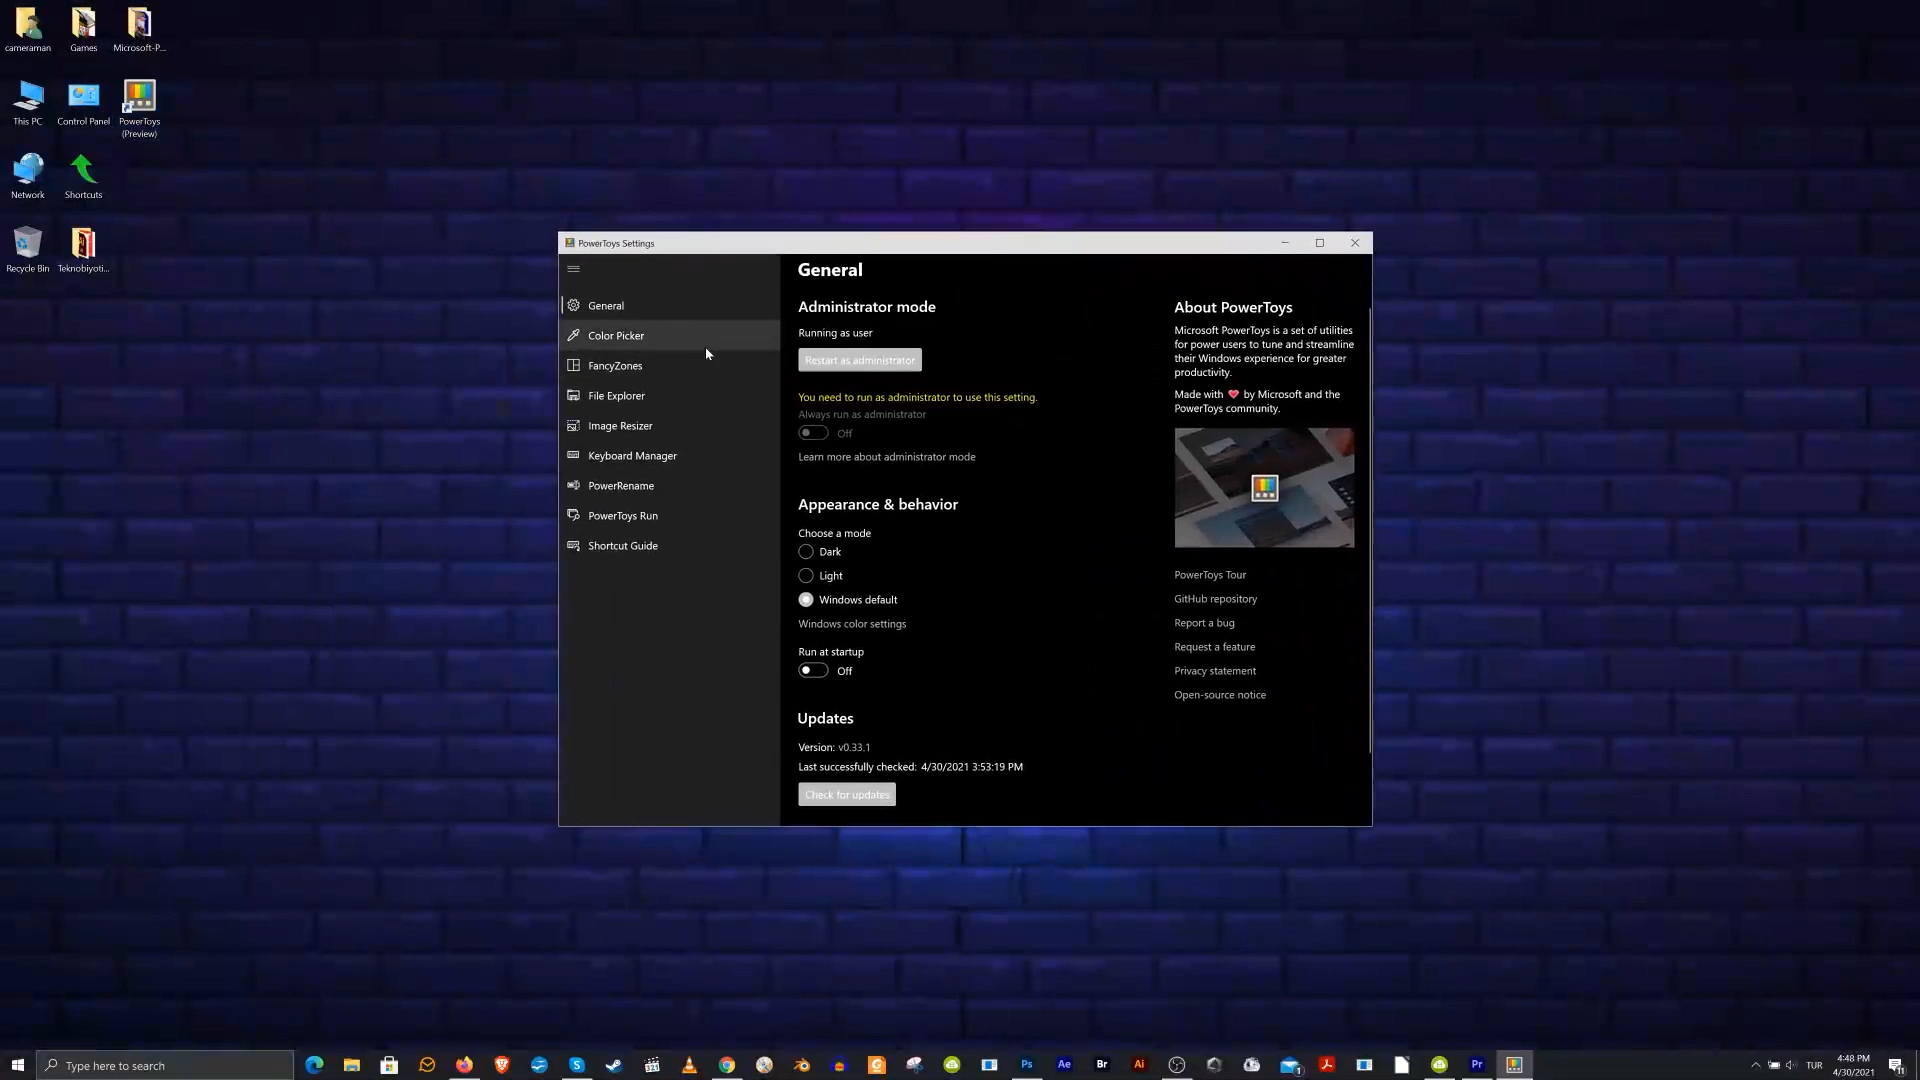 cameraman
Games
Microsoft-P...
This PC
Control Panel
PowerToys
(Preview)
Network
Shortcuts
Recycle Bin
Teknobiyoti...
PowerToys Settings
General
Color Picker
FancyZones
File Explorer
Image Resizer
Keyboard Manager
PowerRename
PowerToys Run
Shortcut Guide
General
Administrator mode
Running as user
Restart as administrator
You need to run as administrator to use this setting.
Always run as administrator
Off
Learn more about administrator mode
Appearance & behavior
Choose a mode
Dark
Light
Windows default
Windows color settings
Run at startup
Off
Updates
Version: v0.33.1
Last successfully checked: 4/30/2021 3:53:19 PM
Check for updates
About PowerToys
Microsoft PowerToys is a set of utilities
for power users to tune and streamline
their Windows experience for greater
productivity.
Made with ❤ by Microsoft and the
PowerToys community.
PowerToys Tour
GitHub repository
Report a bug
Request a feature
Privacy statement
Open-source notice
Type here to search
321
Ps
Ae
Br
Ai
1
Pr
TUR
4:48 PM
4/30/2021
11